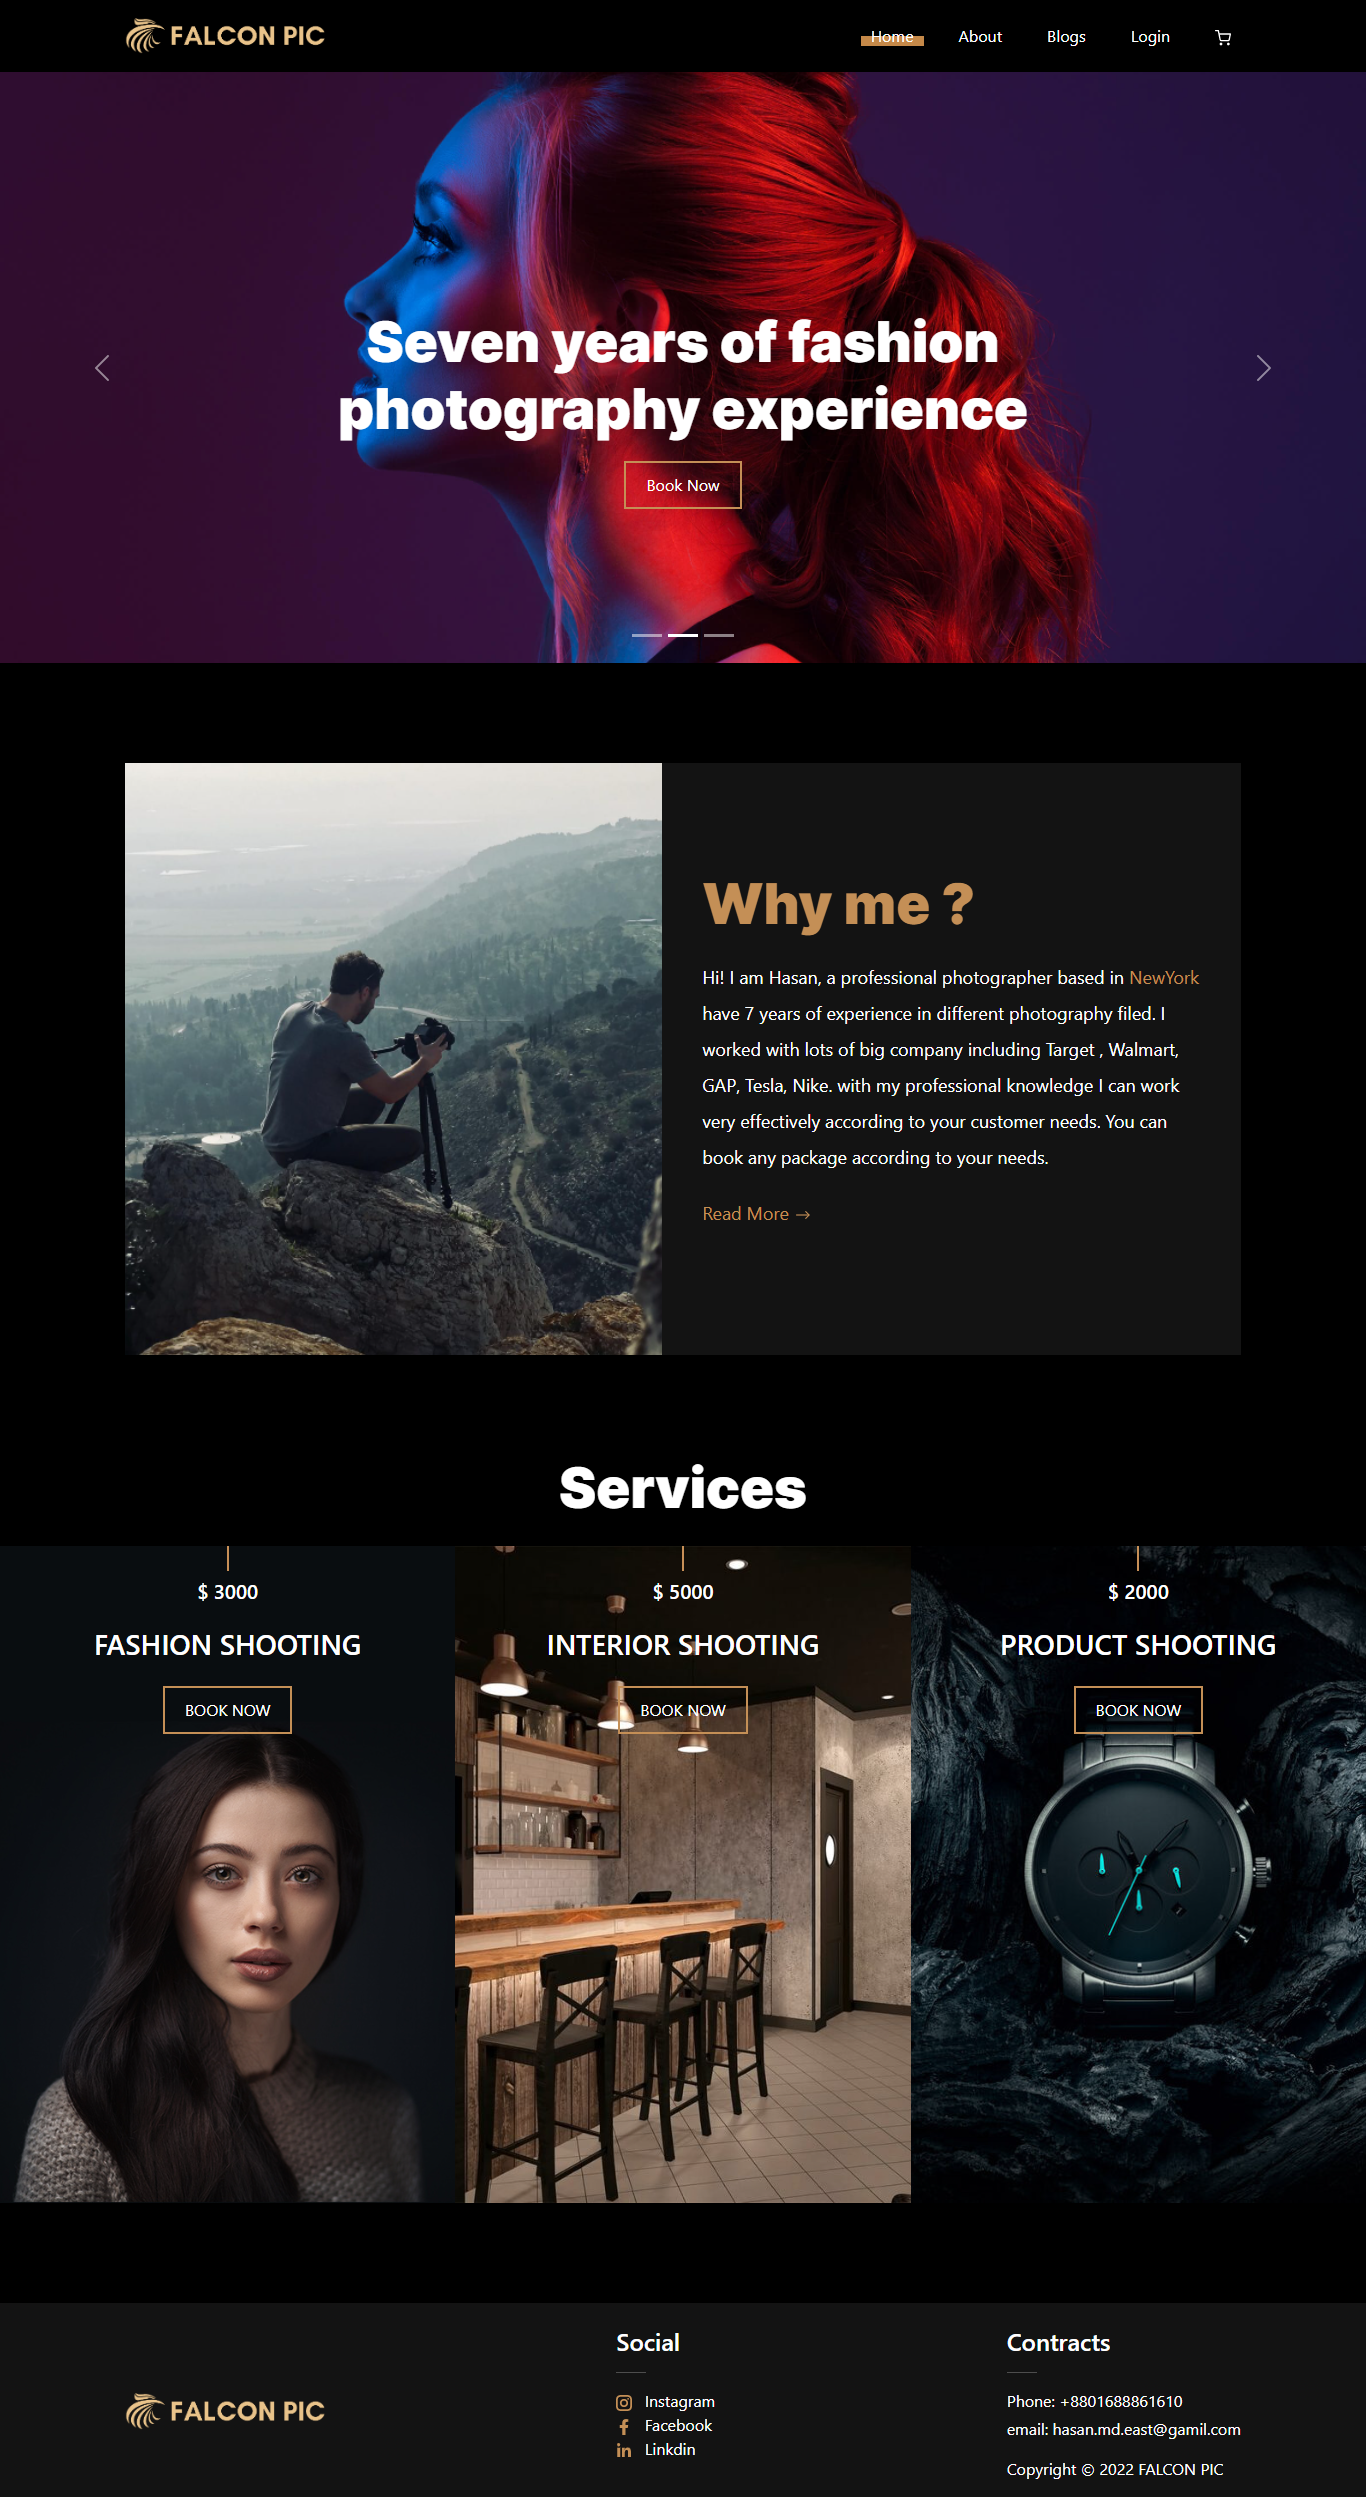 FALCON PIC
Home About Blogs Login
Seven years of fashion
photography experience
Book Now
Why me ?
Hi! I am Hasan, a professional photographer based in NewYork
have 7 years of experience in different photography filed. I
worked with lots of big company including Target , Walmart,
GAP, Tesla, Nike. with my professional knowledge I can work
very effectively according to your customer needs. You can
book any package according to your needs.
Read More →
Services
$ 3000
FASHION SHOOTING
BOOK NOW
$ 5000
INTERIOR SHOOTING
BOOK NOW
$ 2000
PRODUCT SHOOTING
BOOK NOW
FALCON PIC
Social
Instagram
Facebook
Linkdin
Contracts
Phone: +8801688861610
email: hasan.md.east@gamil.com
Copyright © 2022 FALCON PIC